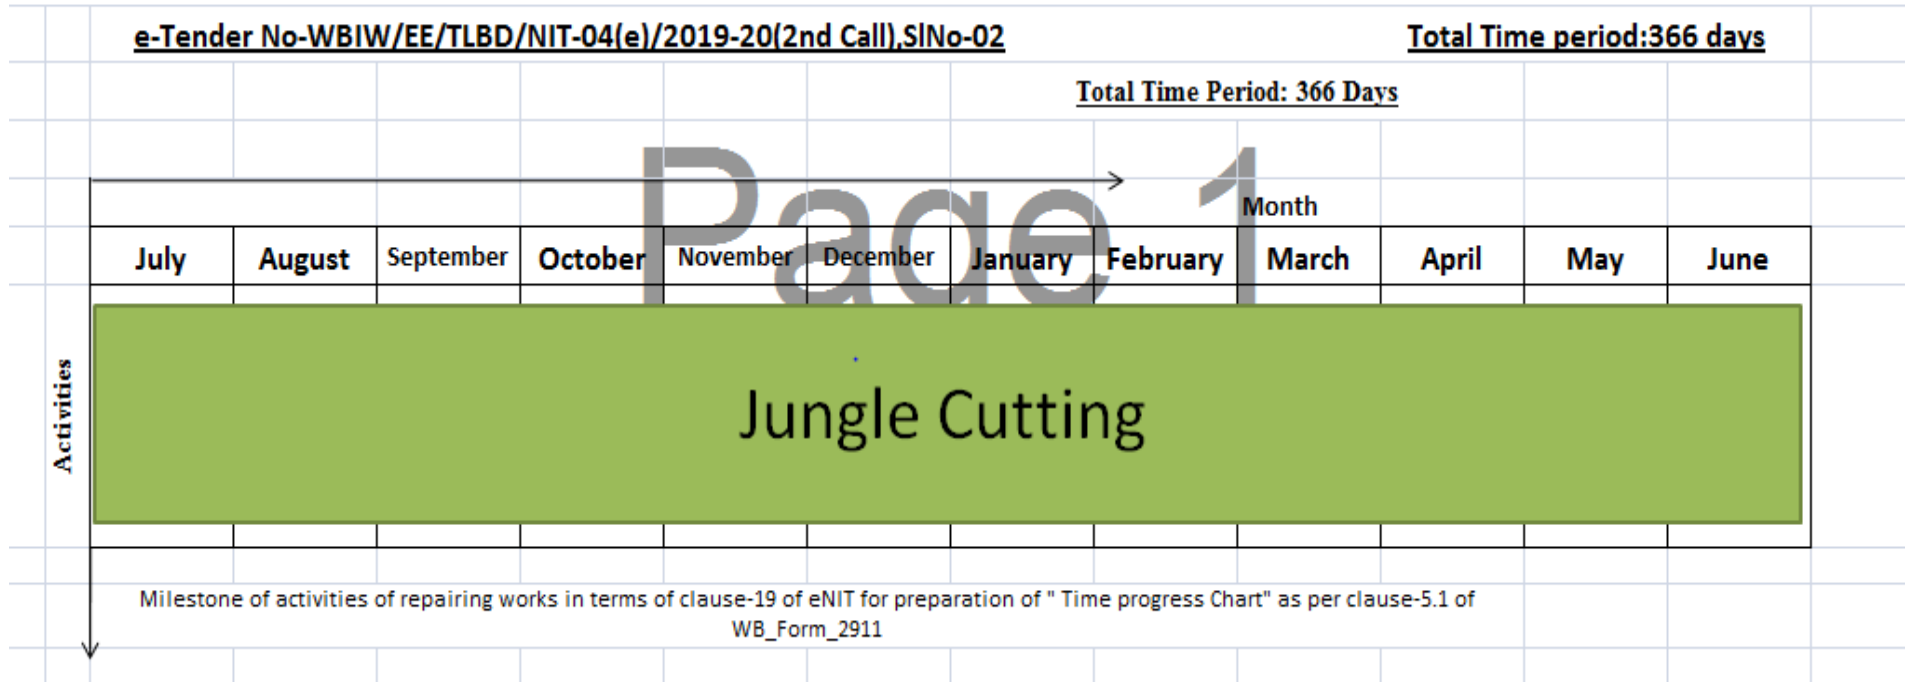 e-Tender No-WBIW/EE/TLBD/NIT-04(e)/2019-20(2nd Call),SlNo-02 Total Time period:366 days
Total Time Period: 366 Days
Page 1
Month
July August September October November December January February March April May June
Activities
Jungle Cutting
Milestone of activities of repairing works in terms of clause-19 of eNIT for preparation of " Time progress Chart" as per clause-5.1 of
WB_Form_2911